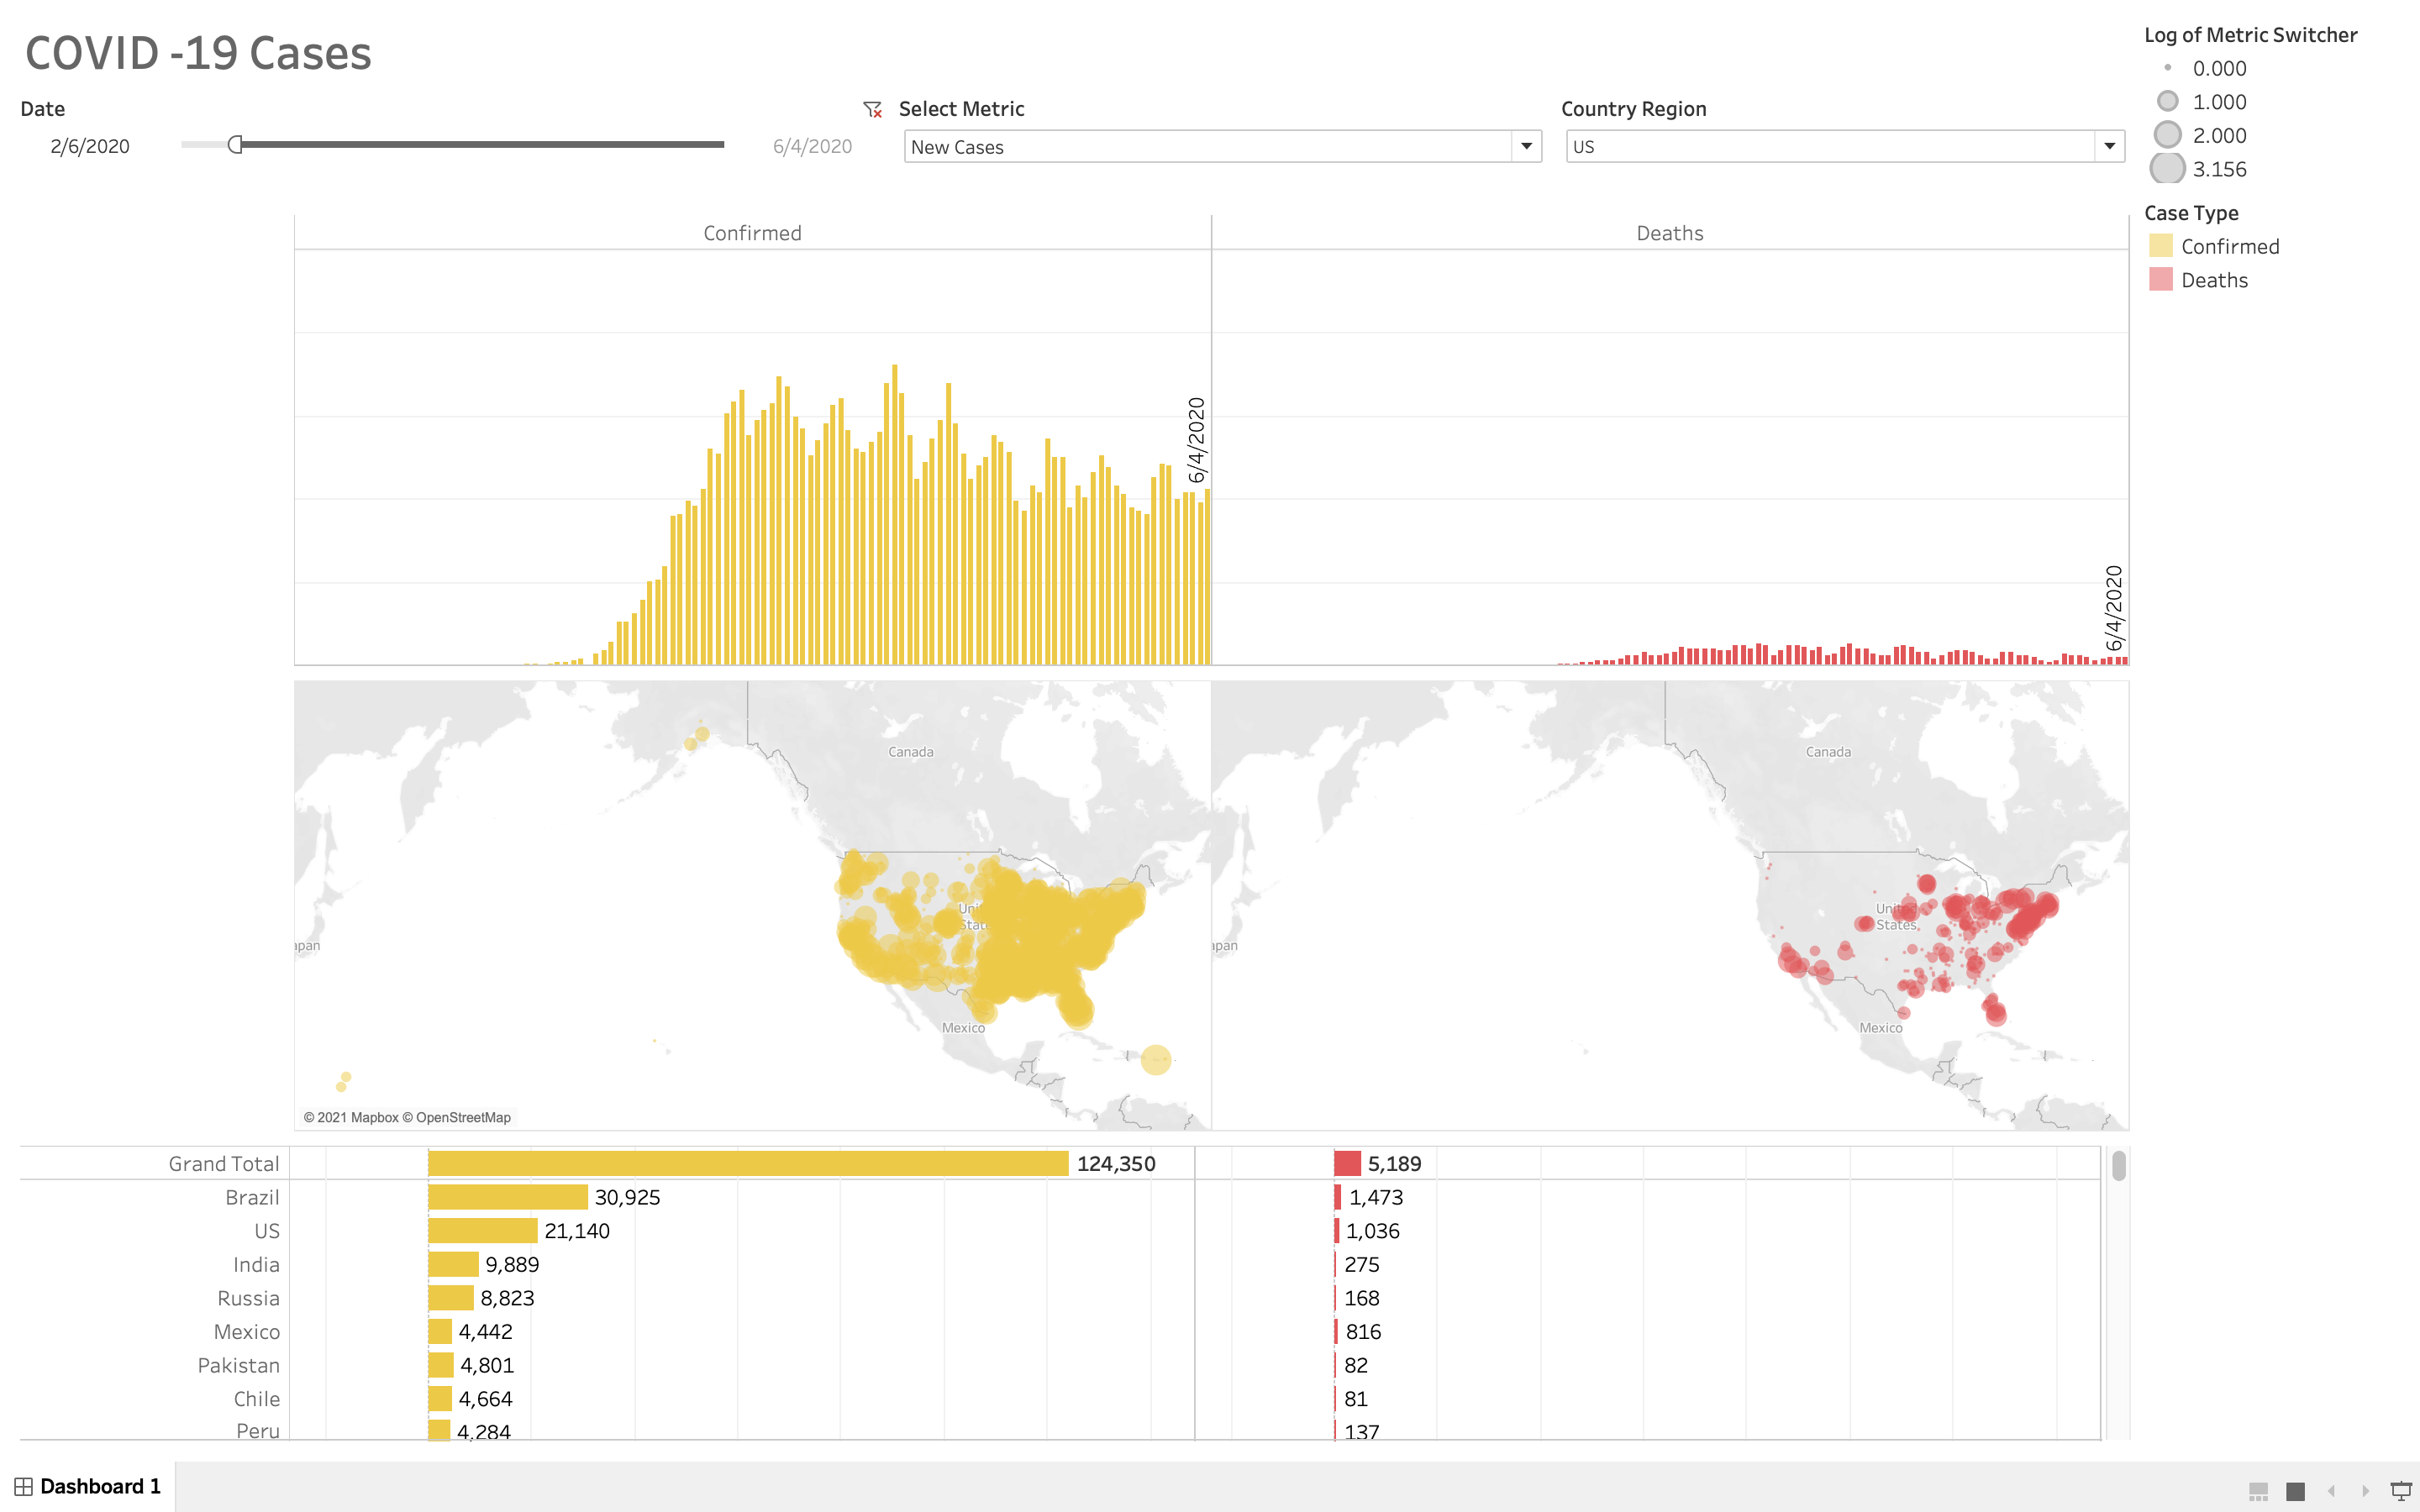 COVID -19 Cases
Date
2/6/2020
6/4/2020
Select Metric
New Cases
Country Region
US
Log of Metric Switcher
0.000
1.000
2.000
3.156
Case Type
Confirmed
Deaths
Confirmed
Deaths
6/4/2020
6/4/2020
Canada
United States
Mexico
apan
© 2021 Mapbox © OpenStreetMap
Canada
United
States
Mexico
apan
Grand Total 124,350 5,189
Brazil 30,925 1,473
US 21,140 1,036
India 9,889 275
Russia 8,823 168
Mexico 4,442 816
Pakistan 4,801 82
Chile 4,664 81
Peru 4,284 137
Dashboard 1